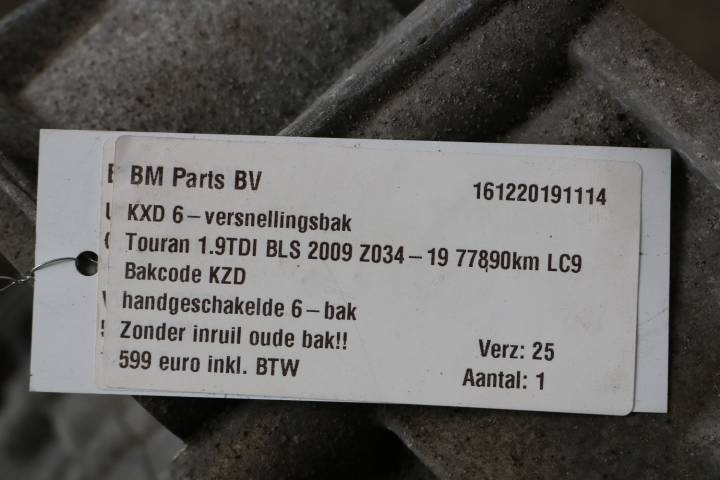 BM Parts BV
161220191114
KXD 6-versnellingsbak
Touran 1.9TDI BLS 2009 Z034-19 77890km LC9
Bakcode KZD
handgeschakelde 6-bak
Zonder inruil oude bak!!
599 euro inkl. BTW
Verz: 25
Aantal: 1